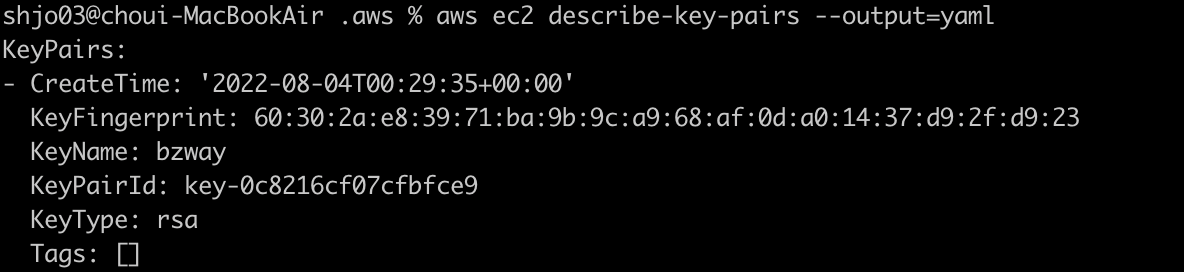 shjo03@choui-MacBookAir .aws % aws ec2 describe-key-pairs --output=yaml
KeyPairs:
- CreateTime: '2022-08-04T00:29:35+00:00'
  KeyFingerprint: 60:30:2a:e8:39:71:ba:9b:9c:a9:68:af:0d:a0:14:37:d9:2f:d9:23
  KeyName: bzway
  KeyPairId: key-0c8216cf07cfbfce9
  KeyType: rsa
  Tags: []